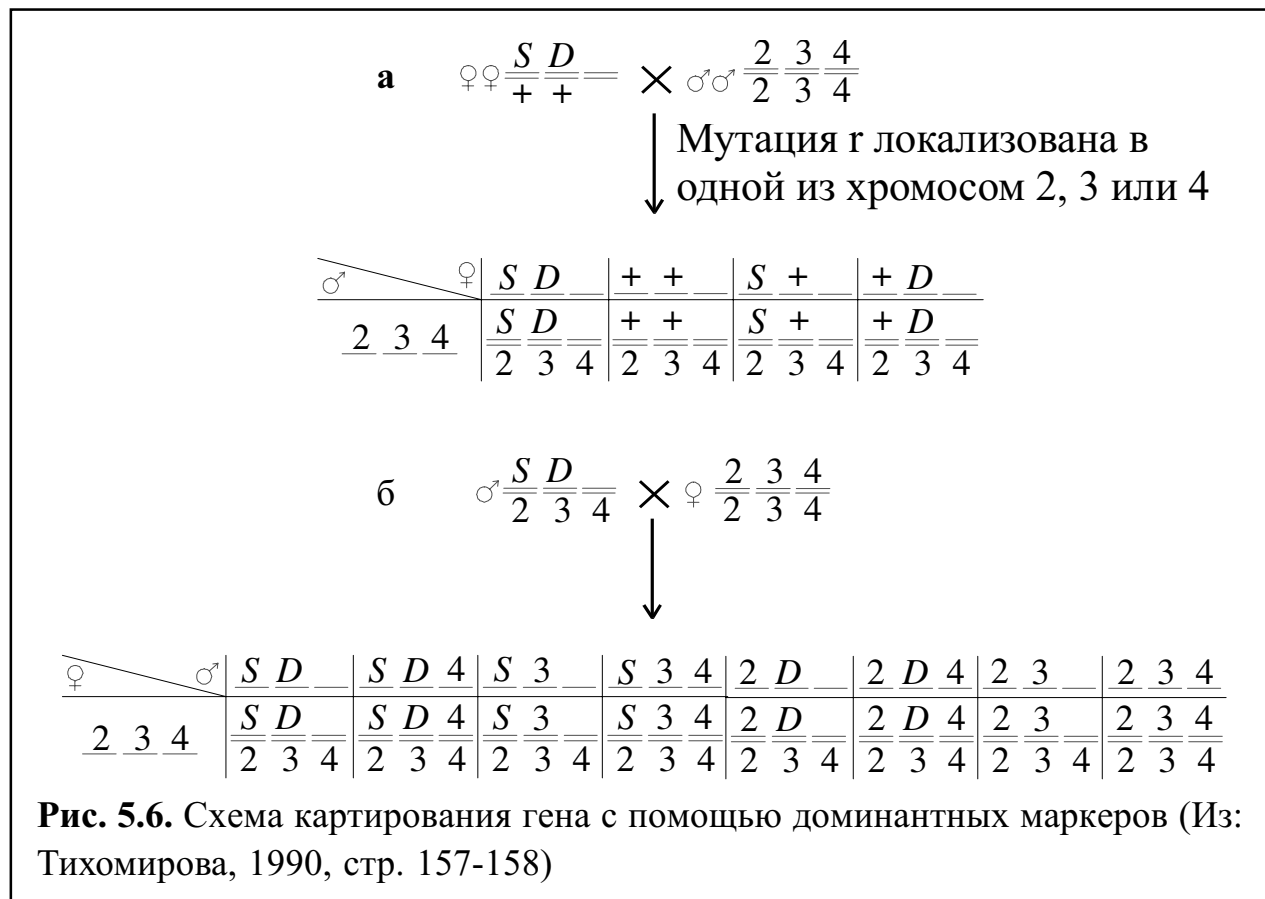 а ♀♀ S D × ♂♂ 2 3 4
+ + 2 3 4
Мутация r локализована в
одной из хромосом 2, 3 или 4
♂ ♀ S D + + S + + D
2 3 4 S D + + S + + D
2 3 4 2 3 4 2 3 4 2 3 4
б ♂ S D × ♀ 2 3 4
2 3 4 2 3 4
♀ ♂ S D S D 4 S 3 S 3 4 2 D 2 D 4 2 3 2 3 4
2 3 4 S D S D 4 S 3 S 3 4 2 D 2 D 4 2 3 2 3 4
2 3 4 2 3 4 2 3 4 2 3 4 2 3 4 2 3 4 2 3 4 2 3 4
Рис. 5.6. Схема картирования гена с помощью доминантных маркеров (Из:
Тихомирова, 1990, стр. 157-158)